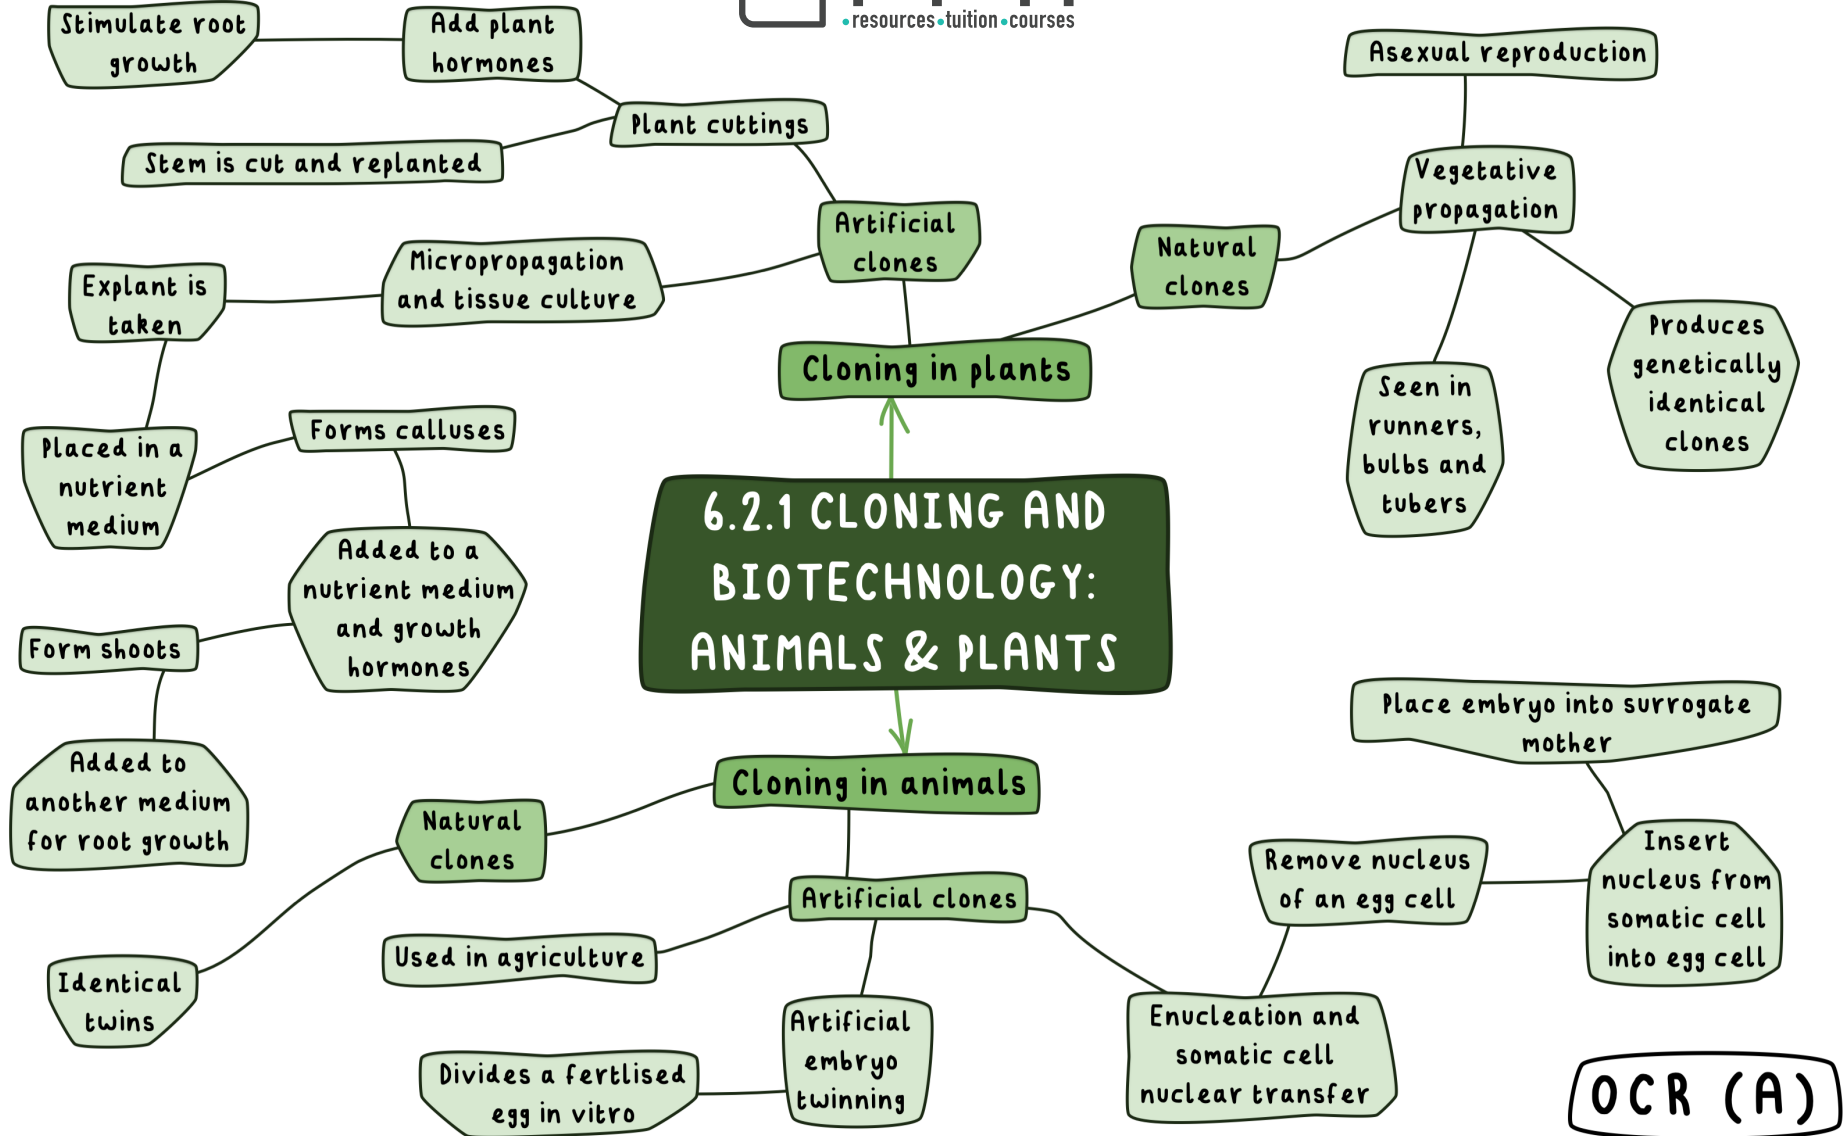 •resources•tuition•courses
Stimulate root
growth
Add plant
hormones
Plant cuttings
Stem is cut and replanted
Artificial
clones
Micropropagation
and tissue culture
Explant is
taken
Placed in a
nutrient
medium
Forms calluses
Added to a
nutrient medium
and growth
hormones
Form shoots
Added to
another medium
for root growth
Asexual reproduction
Vegetative
propagation
Natural
clones
Produces
genetically
identical
clones
Seen in
runners,
bulbs and
tubers
Cloning in plants
6.2.1 CLONING AND
BIOTECHNOLOGY:
ANIMALS & PLANTS
Cloning in animals
Natural
clones
Identical
twins
Artificial clones
Used in agriculture
Artificial
embryo
twinning
Divides a fertlised
egg in vitro
Enucleation and
somatic cell
nuclear transfer
Remove nucleus
of an egg cell
Insert
nucleus from
somatic cell
into egg cell
Place embryo into surrogate
mother
OCR (A)